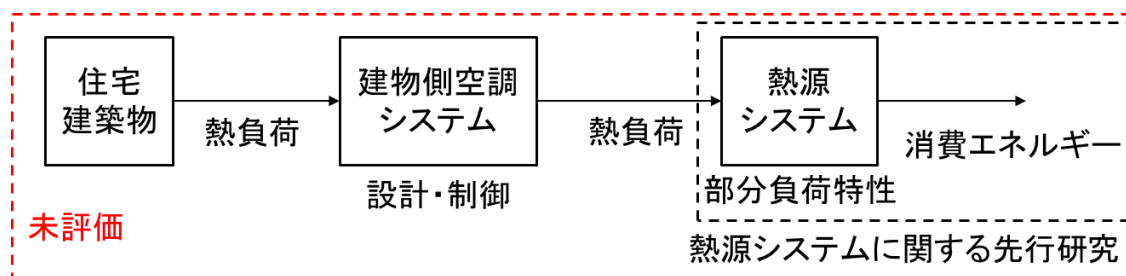 住宅
建築物
熱負荷
建物側空調
システム
設計・制御
熱負荷
熱源
システム
部分負荷特性
消費エネルギー
未評価
熱源システムに関する先行研究